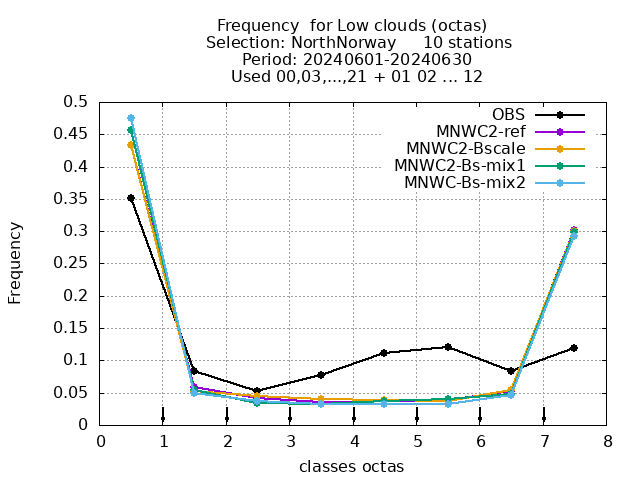 Frequency  for Low clouds (octas)
Selection: NorthNorway     10 stations
Period: 20240601-20240630
Used 00,03,...,21 + 01 02 ... 12
OBS
MNWC2-ref
MNWC2-Bscale
MNWC2-Bs-mix1
MNWC-Bs-mix2
Frequency
0.5
0.45
0.4
0.35
0.3
0.25
0.2
0.15
0.1
0.05
0
0 1 2 3 4 5 6 7 8
classes octas